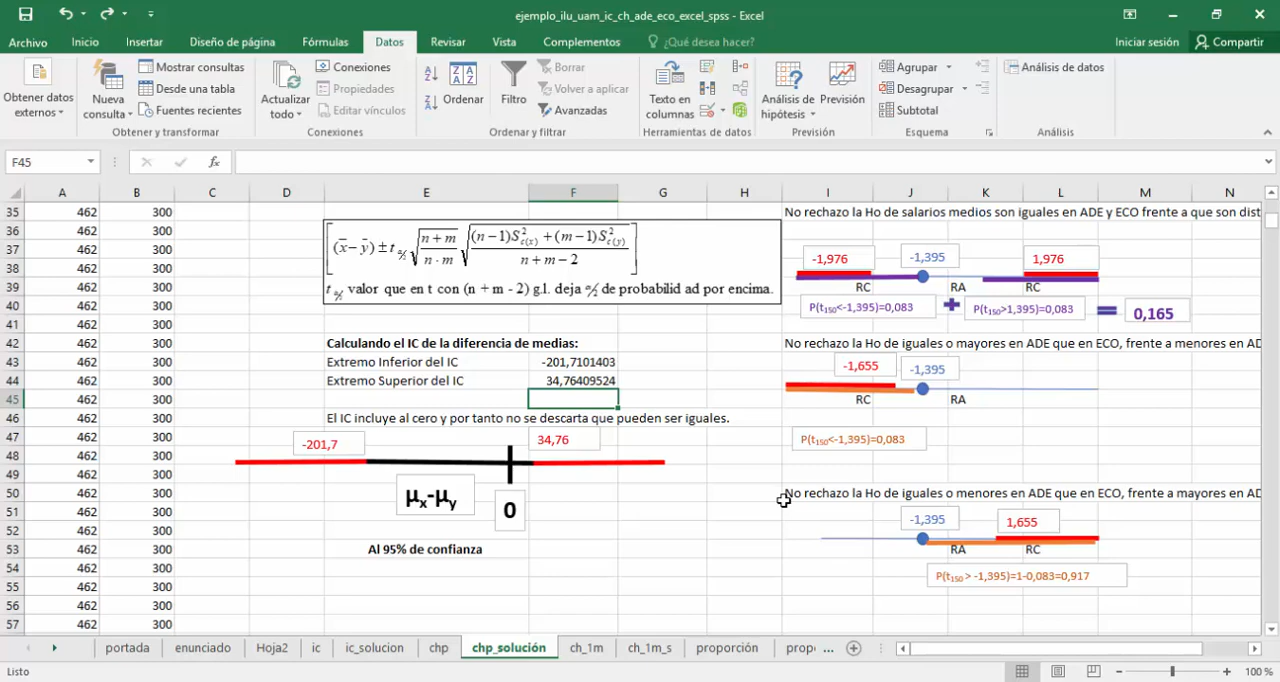 ejemplo_ilu_uam_ic_ch_ade_eco_excel_spss - Excel
Archivo Inicio Insertar Diseño de página Fórmulas Datos Revisar Vista Complementos ¿Qué desea hacer? Iniciar sesión Compartir
Obtener datos externos
Nueva consulta
Mostrar consultas
Desde una tabla
Fuentes recientes
Obtener y transformar
Actualizar todo
Conexiones
Propiedades
Editar vínculos
Conexiones
Ordenar
Filtro
Borrar
Volver a aplicar
Avanzadas
Ordenar y filtrar
Texto en columnas
Herramientas de datos
Análisis de hipótesis
Previsión
Previsión
Agrupar
Desagrupar
Subtotal
Esquema
Análisis de datos
Análisis
F45 fx
A B C D E F G H I J K L M N
35 462 300 No rechazo la Ho de salarios medios son iguales en ADE y ECO frente a que son dist
36 462 300
37 462 300
38 462 300
39 462 300
40 462 300
41 462 300
42 462 300
43 462 300
44 462 300
45 462 300
46 462 300
47 462 300
48 462 300
49 462 300
50 462 300
51 462 300
52 462 300
53 462 300
54 462 300
55 462 300
56 462 300
57 462 300
[(x̄ − ȳ) ± t α/2 √((n + m)/(n · m)) √(((n −1)S²c(x) + (m −1)S²c(y))/(n + m − 2))]
t α/2 valor que en t con (n + m - 2) g.l. deja α/2 de probabilid ad por encima.
Calculando el IC de la diferencia de medias:
Extremo Inferior del IC -201,7101403
Extremo Superior del IC 34,76409524
El IC incluye al cero y por tanto no se descarta que pueden ser iguales.
-201,7 34,76
μx-μy
0
Al 95% de confianza
-1,976 -1,395 1,976
RC RA RC
P(t150<-1,395)=0,083 + P(t150>1,395)=0,083 = 0,165
No rechazo la Ho de iguales o mayores en ADE que en ECO, frente a menores en AD
-1,655 -1,395
RC RA
P(t150<-1,395)=0,083
No rechazo la Ho de iguales o menores en ADE que en ECO, frente a mayores en AD
-1,395 1,655
RA RC
P(t150 > -1,395)=1-0,083=0,917
portada enunciado Hoja2 ic ic_solucion chp chp_solución ch_1m ch_1m_s proporción prop ...
Listo 100 %